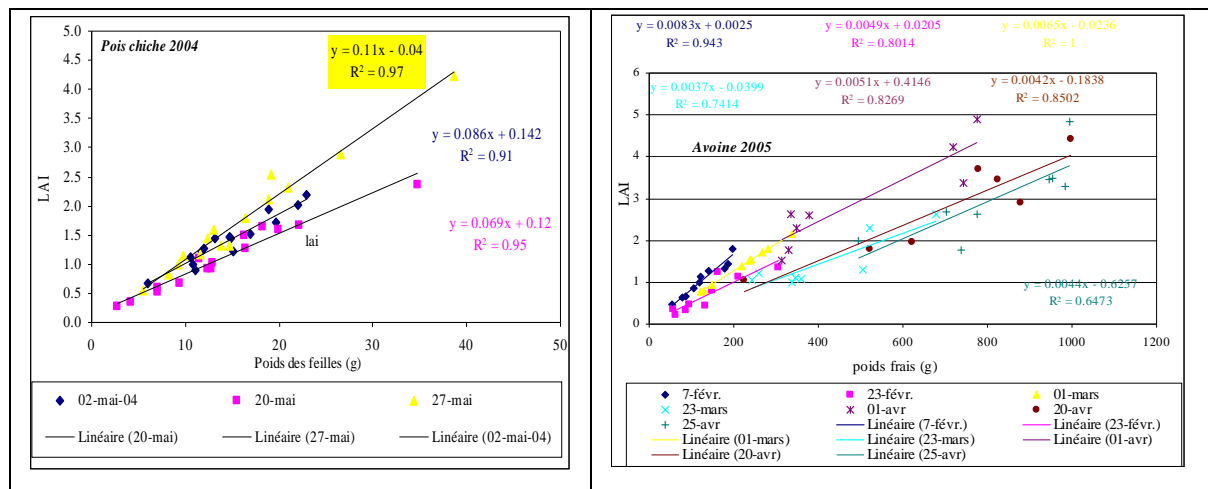 Pois chiche 2004
y = 0.11x - 0.04
R² = 0.97
y = 0.086x + 0.142
R² = 0.91
y = 0.069x + 0.12
R² = 0.95
lai
LAI
5.0
4.5
4.0
3.5
3.0
2.5
2.0
1.5
1.0
0.5
0.0
0 10 20 30 40 50
Poids des feilles (g)
02-mai-04 20-mai 27-mai
Linéaire (20-mai) Linéaire (27-mai) Linéaire (02-mai-04)
y = 0.0083x + 0.0025
R² = 0.943
y = 0.0049x + 0.0205
R² = 0.8014
y = 0.0065x - 0.0236
R² = 1
y = 0.0037x - 0.0399
R² = 0.7414
y = 0.0051x + 0.4146
R² = 0.8269
y = 0.0042x - 0.1838
R² = 0.8502
Avoine 2005
y = 0.0044x - 0.6257
R² = 0.6473
LAI
6
5
4
3
2
1
0
0 200 400 600 800 1000 1200
poids frais (g)
7-févr. 23-févr. 01-mars
23-mars 01-avr 20-avr
25-avr Linéaire (7-févr.) Linéaire (23-févr.)
Linéaire (01-mars) Linéaire (23-mars) Linéaire (01-avr)
Linéaire (20-avr) Linéaire (25-avr)